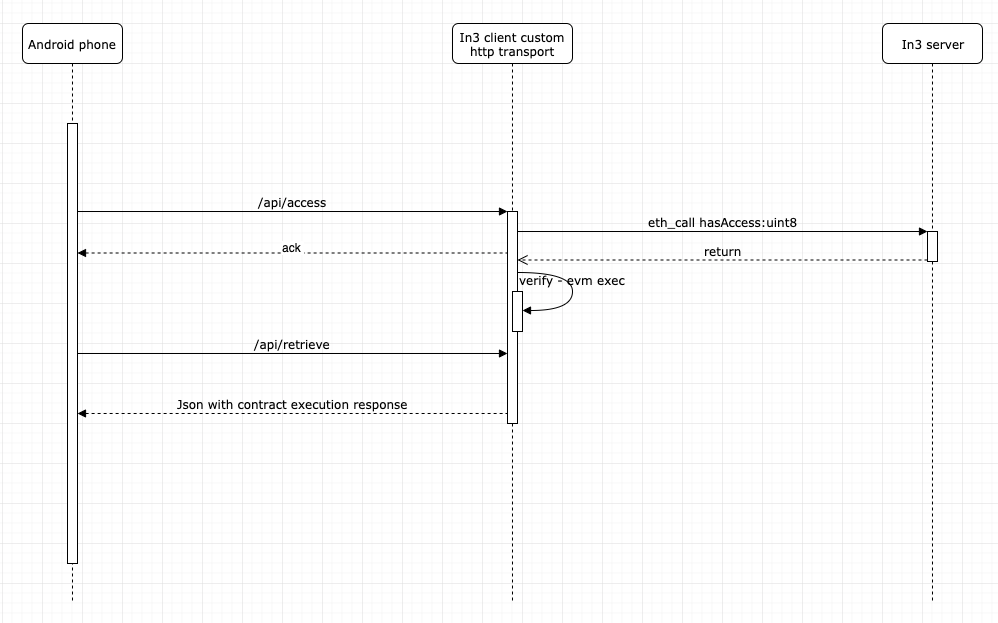 Android phone
In3 client custom
http transport
In3 server
/api/access
eth_call hasAccess:uint8
ack
return
verify - evm exec
/api/retrieve
Json with contract execution response